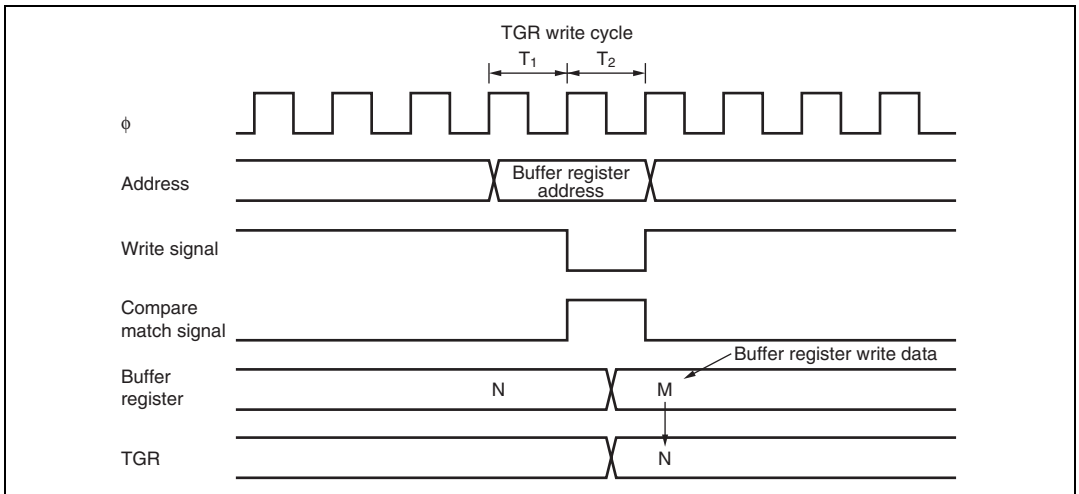 TGR write cycle
T1 T2
ϕ
Address
Buffer register
address
Write signal
Compare
match signal
Buffer register write data
Buffer
register
N M
TGR
N